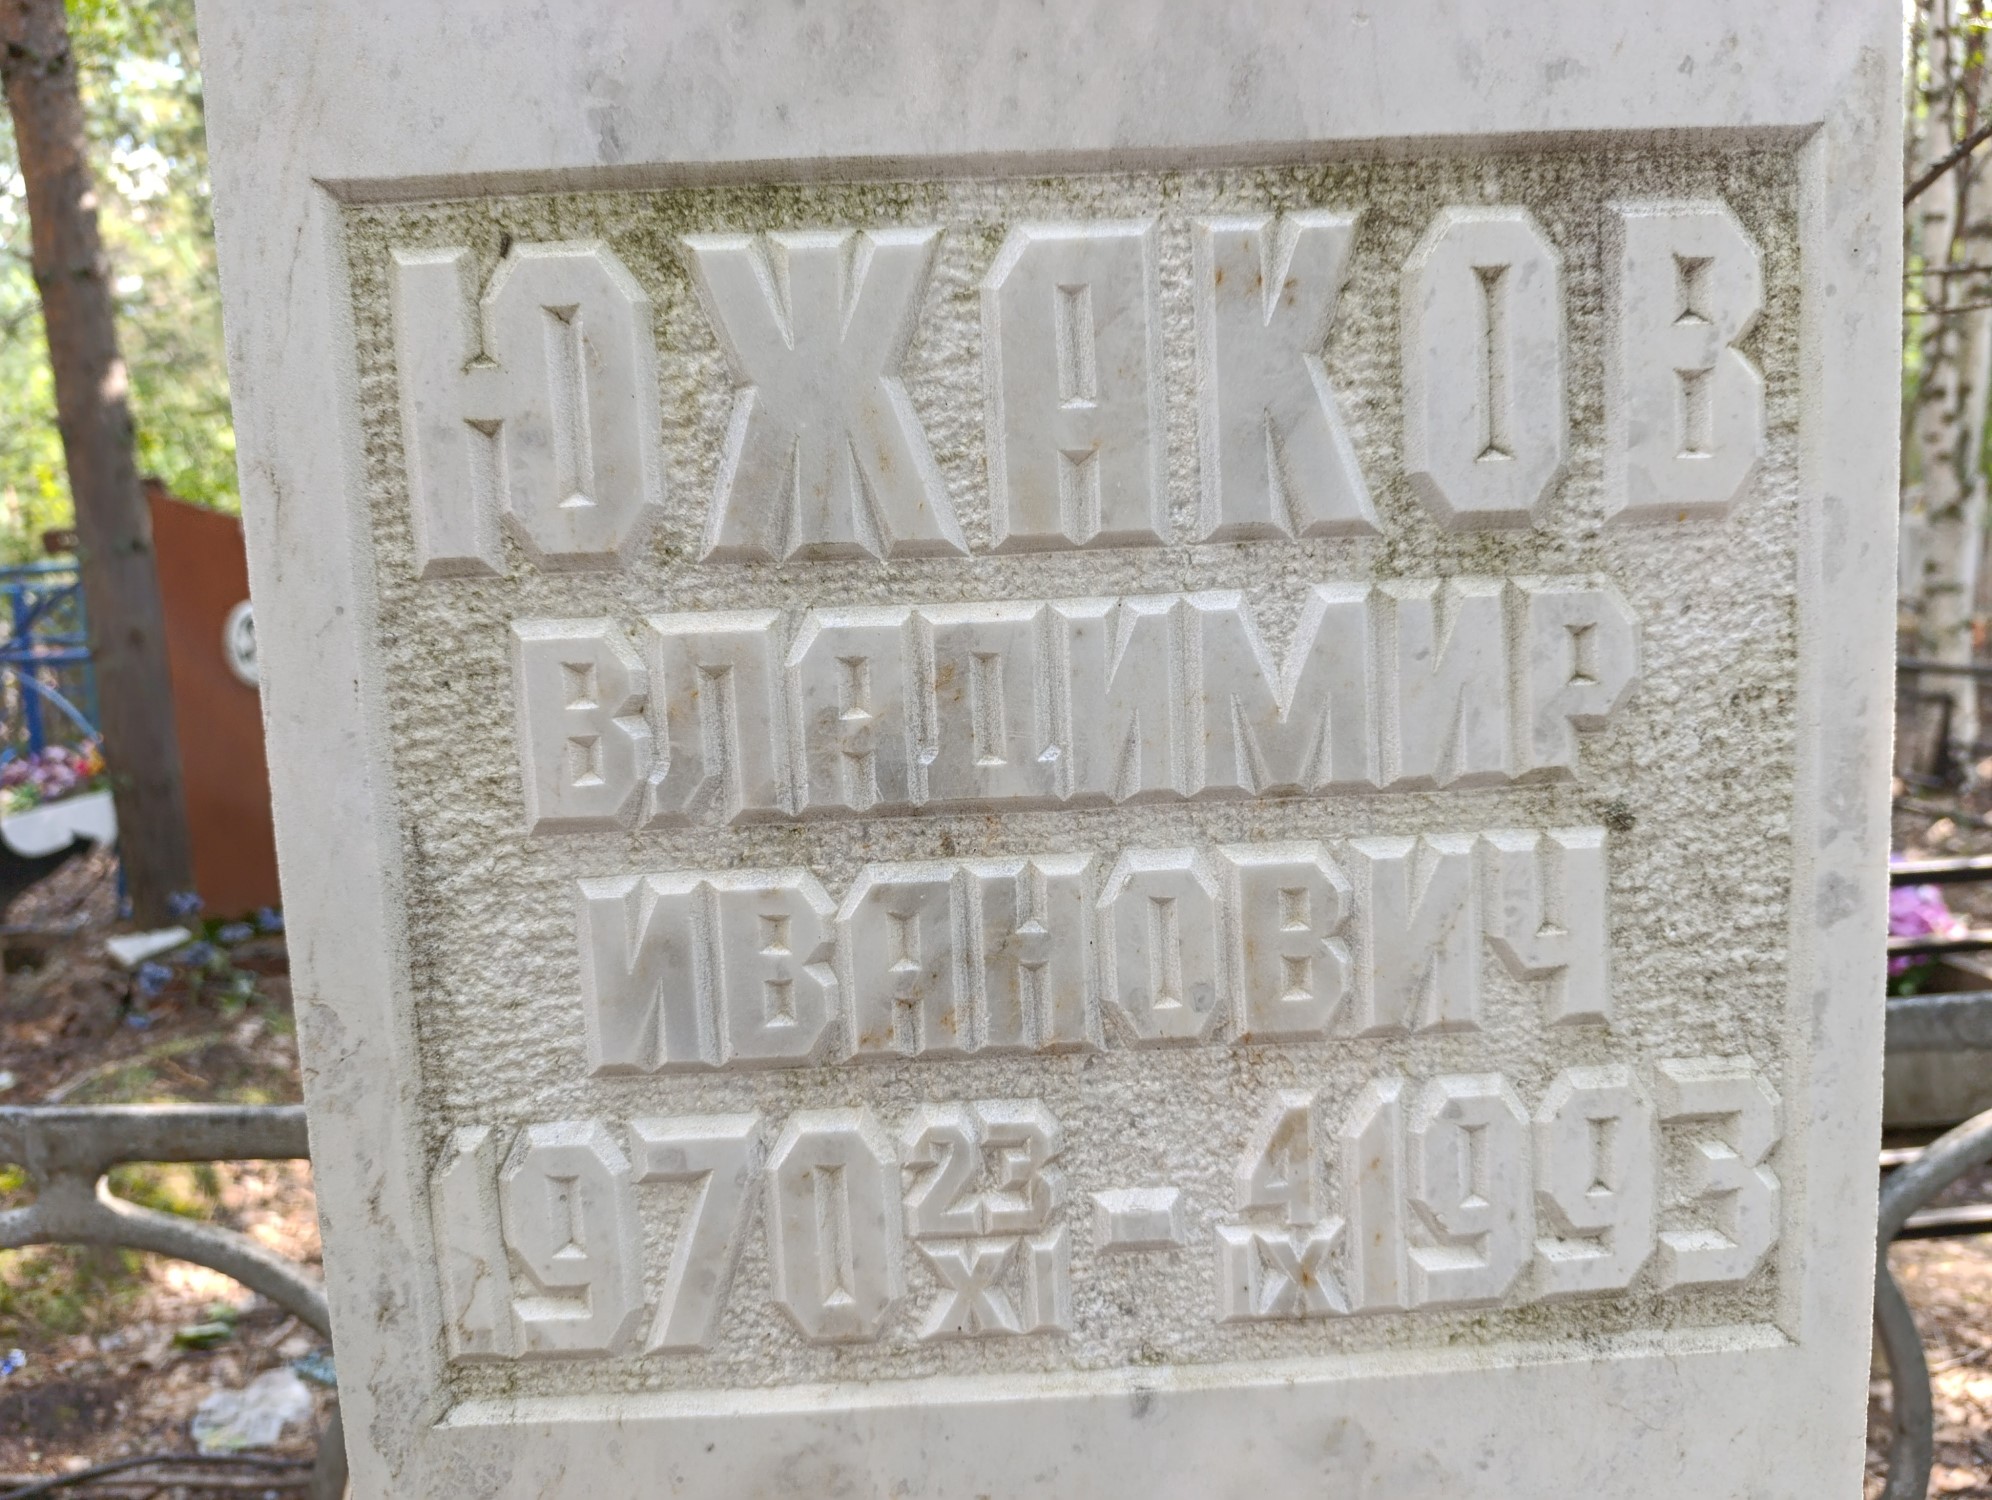 ЮЖАКОВ
ВЛАДИМИР
ИВАНОВИЧ
1970 23/XI - 4/IX 1993